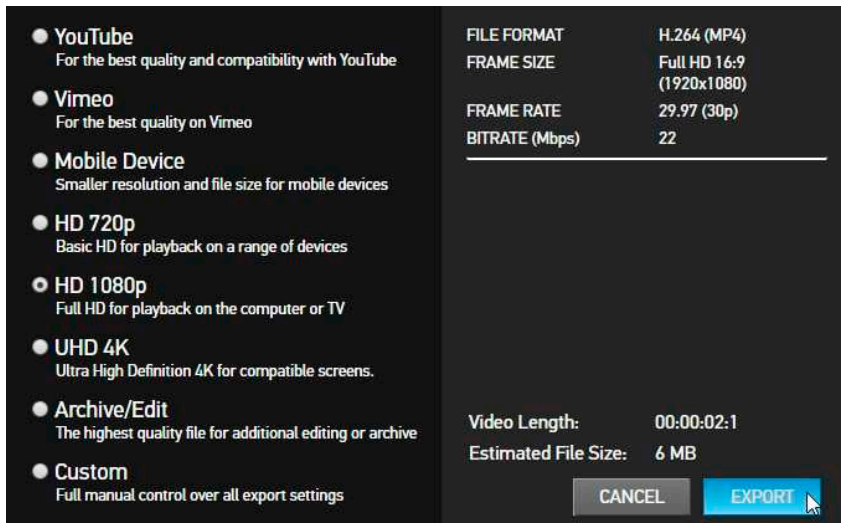 YouTube
For the best quality and compatibility with YouTube
Vimeo
For the best quality on Vimeo
Mobile Device
Smaller resolution and file size for mobile devices
HD 720p
Basic HD for playback on a range of devices
HD 1080p
Full HD for playback on the computer or TV
UHD 4K
Ultra High Definition 4K for compatible screens.
Archive/Edit
The highest quality file for additional editing or archive
Custom
Full manual control over all export settings
FILE FORMAT H.264 (MP4)
FRAME SIZE Full HD 16:9
(1920x1080)
FRAME RATE 29.97 (30p)
BITRATE (Mbps) 22
Video Length: 00:00:02:1
Estimated File Size: 6 MB
CANCEL EXPORT